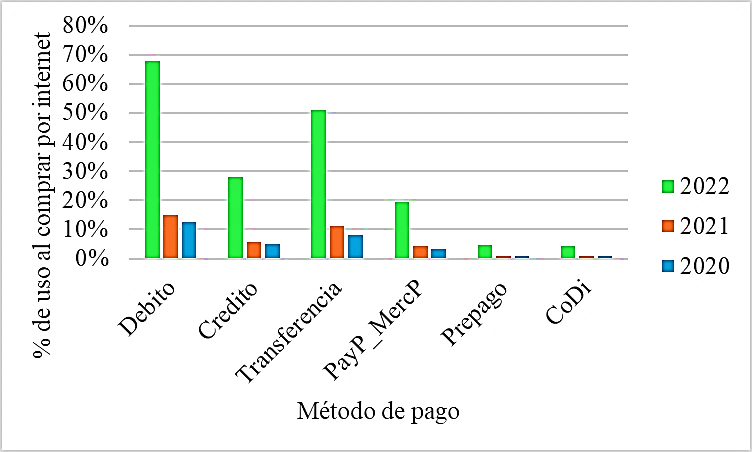 80%
70%
60%
50%
40%
30%
20%
10%
0%
% de uso al comprar por internet
Debito
Credito
Transferencia
PayP_MercP
Prepago
CoDi
Método de pago
2022
2021
2020